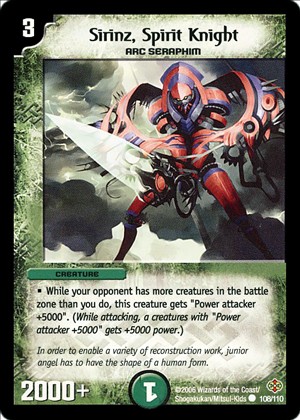 3
Sirinz, Spirit Knight
ARC SERAPHIM
CREATURE
▪ While your opponent has more creatures in the battle
zone than you do, this creature gets "Power attacker
+5000". (While attacking, a creatures with "Power
attacker +5000" gets +5000 power.)
In order to enable a variety of reconstruction work, junior
angel has to have the shape of a human form.
2000+
1
©2006 Wizards of the Coast/
Shogakukan/Mitsui-Kids ● 108/110